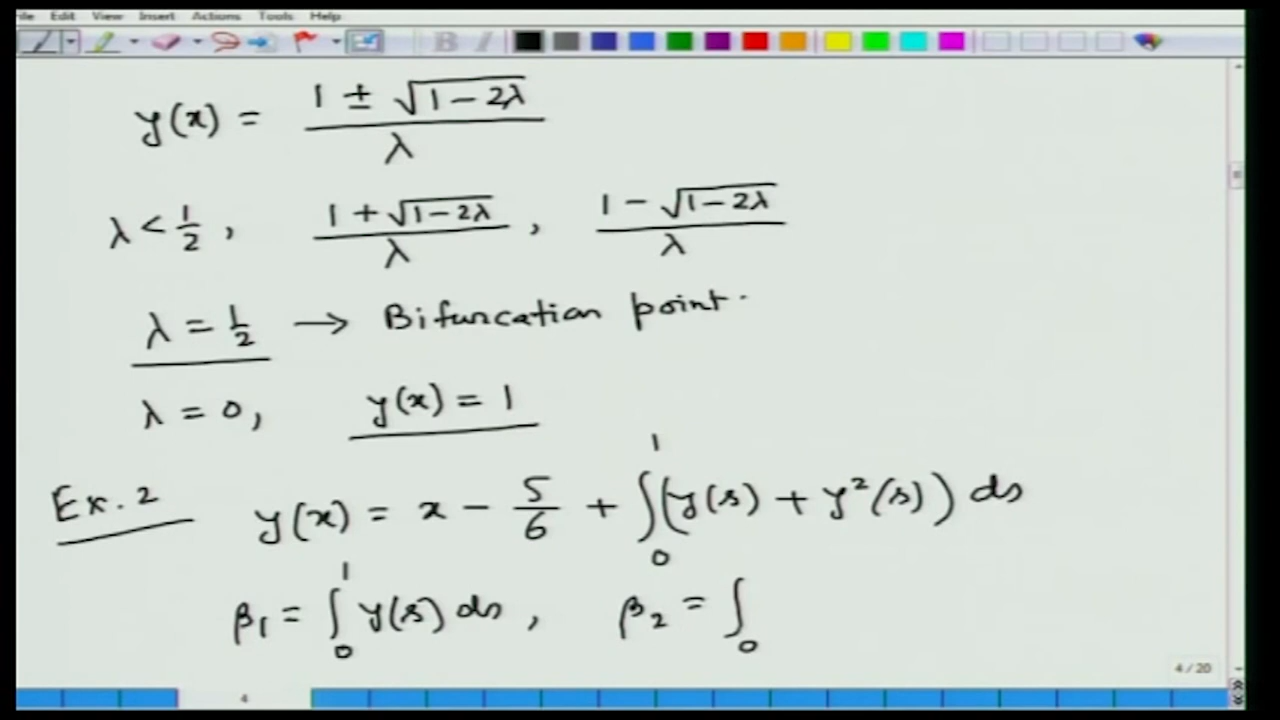 File Edit View Insert Actions Tools Help
B I
y(x) = (1 ± √(1 - 2λ)) / λ
λ < 1/2 , (1 + √(1 - 2λ)) / λ , (1 - √(1 - 2λ)) / λ
λ = 1/2 → Bifurcation point.
λ = 0, y(x) = 1
Ex. 2 y(x) = x - 5/6 + ∫₀¹ (y(s) + y²(s)) ds
β₁ = ∫₀¹ y(s) ds , β₂ = ∫₀
4 / 20
4